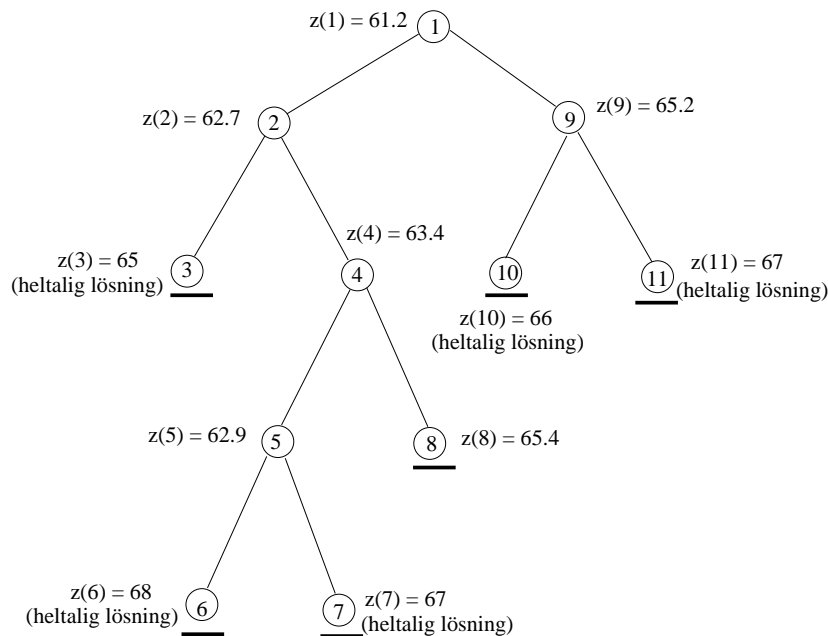 z(1) = 61.2
1
z(2) = 62.7
2
9
z(9) = 65.2
z(4) = 63.4
z(3) = 65
(heltalig lösning)
3
4
10
11
z(11) = 67
(heltalig lösning)
z(10) = 66
(heltalig lösning)
z(5) = 62.9
5
8
z(8) = 65.4
z(6) = 68
(heltalig lösning)
6
7
z(7) = 67
(heltalig lösning)